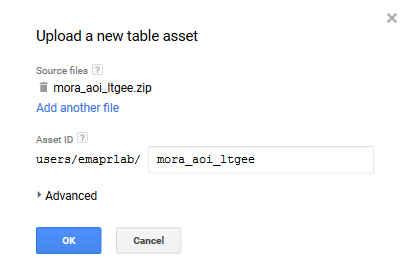 Upload a new table asset
Source files ?
mora_aoi_ltgee.zip
Add another file
Asset ID ?
users/emaprlab/ mora_aoi_ltgee
Advanced
OK Cancel